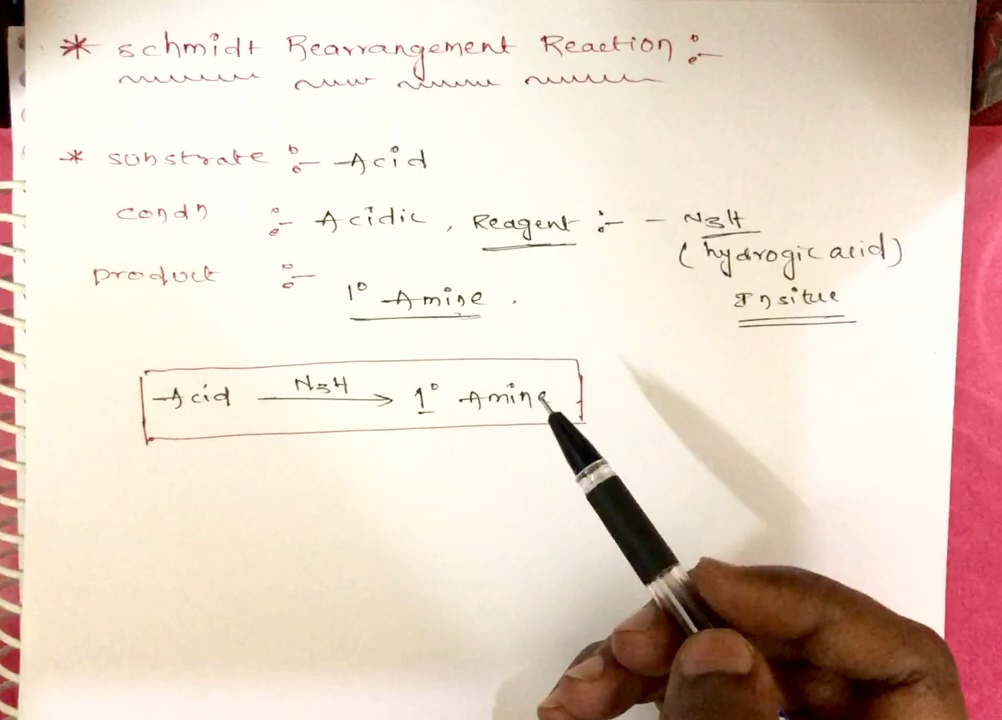 * Schmidt Rearrangement Reaction :-
* substrate :- Acid
condn :- Acidic, Reagent :- - N3H
(hydrogic acid)
Insitue
product :- 1° Amine.
Acid N3H → 1° Amine